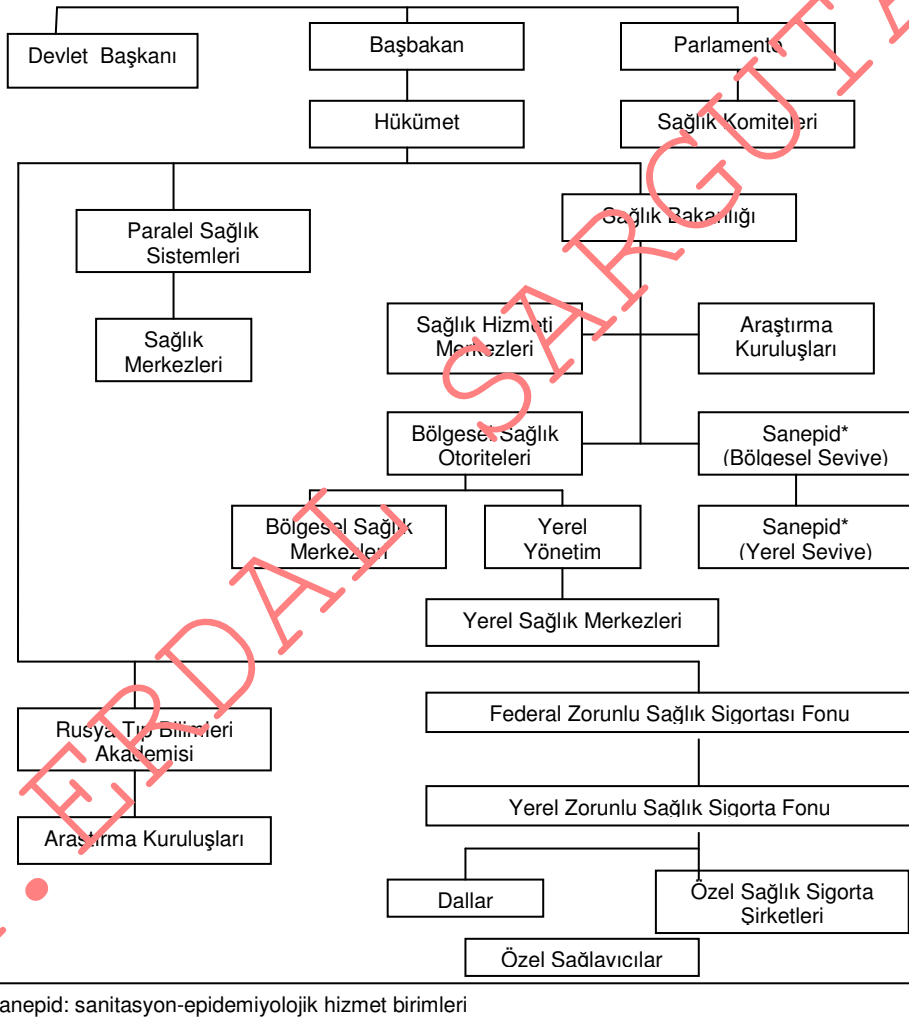 Devlet Başkanı
Başbakan
Parlamento
Hükümet
Sağlık Komiteleri
Paralel Sağlık
Sistemleri
Sağlık Bakanlığı
Sağlık
Merkezleri
Sağlık Hizmeti
Merkezleri
Araştırma
Kuruluşları
Bölgesel Sağlık
Otoriteleri
Sanepid*
(Bölgesel Seviye)
Bölgesel Sağlık
Merkezleri
Yerel
Yönetim
Sanepid*
(Yerel Seviye)
Yerel Sağlık Merkezleri
Rusya Tıp Bilimleri
Akademisi
Federal Zorunlu Sağlık Sigortası Fonu
Araştırma Kuruluşları
Yerel Zorunlu Sağlık Sigorta Fonu
Dallar
Özel Sağlık Sigorta
Şirketleri
Özel Sağlayıcılar
anepid: sanitasyon-epidemiyolojik hizmet birimleri
. ERDAL SARGUTA